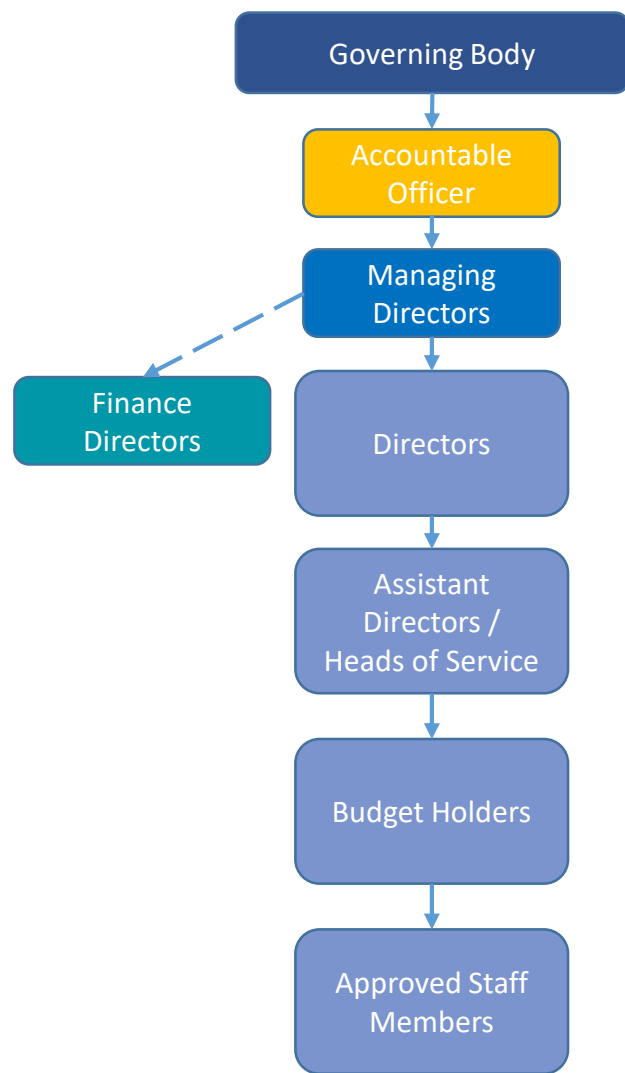 Governing Body
Accountable
Officer
Managing
Directors
Finance
Directors
Directors
Assistant
Directors /
Heads of Service
Budget Holders
Approved Staff
Members